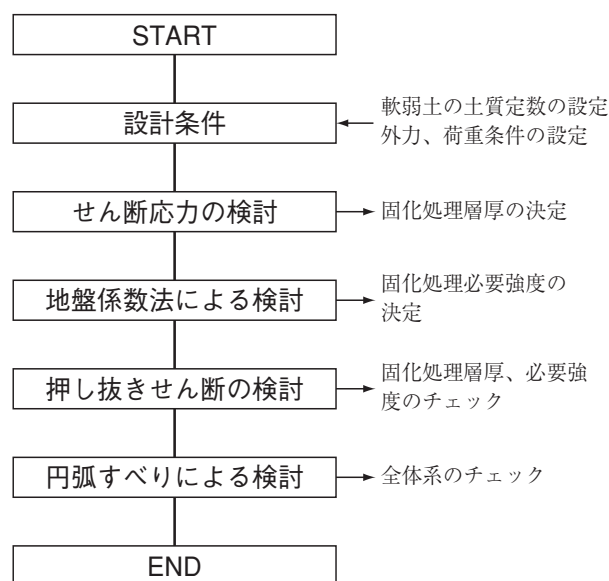 START
設計条件
軟弱土の土質定数の設定
外力、荷重条件の設定
せん断応力の検討
固化処理層厚の決定
地盤係数法による検討
固化処理必要強度の
決定
押し抜きせん断の検討
固化処理層厚、必要強
度のチェック
円弧すべりによる検討
全体系のチェック
END